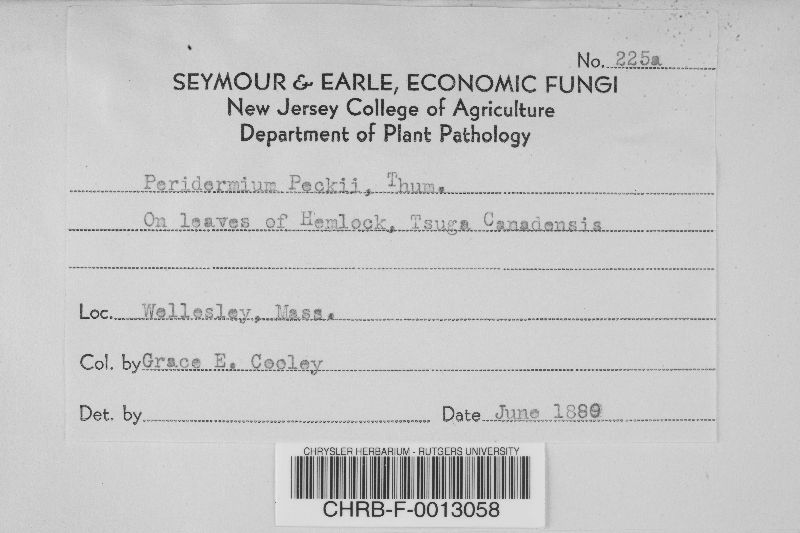 No. 225a
SEYMOUR & EARLE, ECONOMIC FUNGI
New Jersey College of Agriculture
Department of Plant Pathology
Peridermium Peckii, Thum.
On leaves of Hemlock, Tsuga Canadensis
Loc. Wellesley, Mass.
Col. by Grace E. Cooley
Det. by
Date June 1889
CHRYSLER HERBARIUM - RUTGERS UNIVERSITY
CHRB-F-0013058